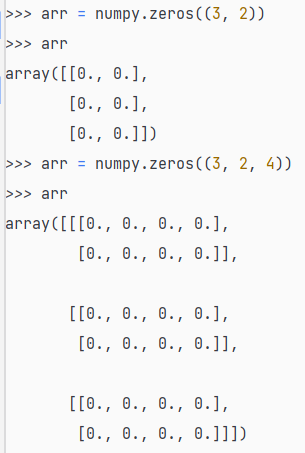 >>> arr = numpy.zeros((3, 2))
>>> arr
array([[0., 0.],
       [0., 0.],
       [0., 0.]])
>>> arr = numpy.zeros((3, 2, 4))
>>> arr
array([[[0., 0., 0., 0.],
        [0., 0., 0., 0.]],

       [[0., 0., 0., 0.],
        [0., 0., 0., 0.]],

       [[0., 0., 0., 0.],
        [0., 0., 0., 0.]]])